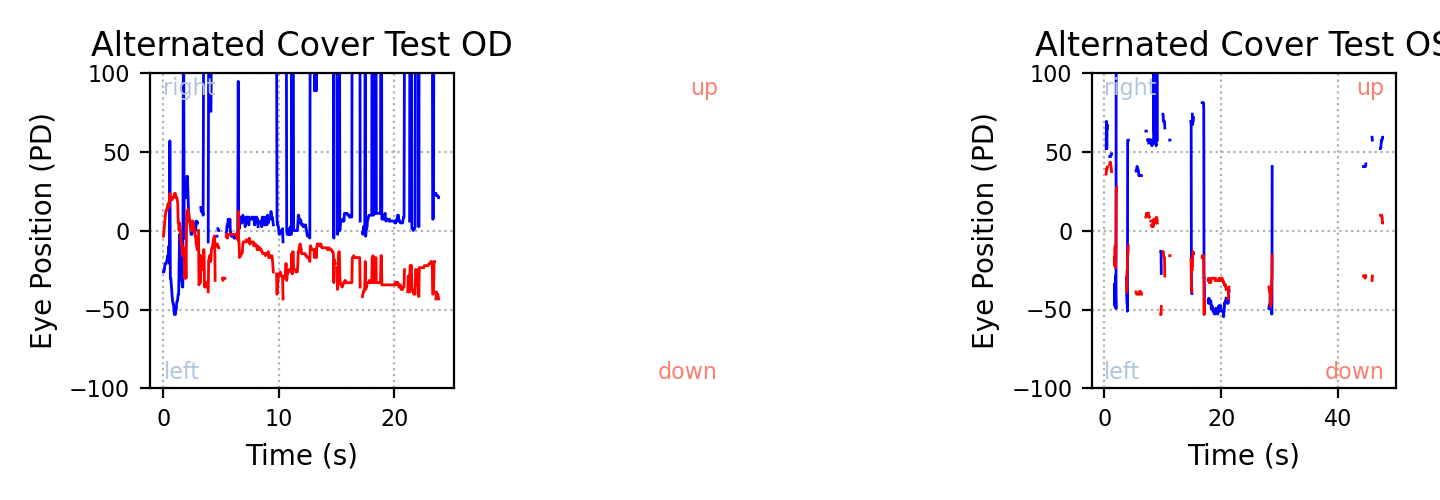 Alternated Cover Test OD
100
50
0
−50
−100
Eye Position (PD)
right
left
up
down
0
10
20
Time (s)
Alternated Cover Test OS
100
50
0
−50
−100
Eye Position (PD)
right
left
up
down
0
20
40
Time (s)